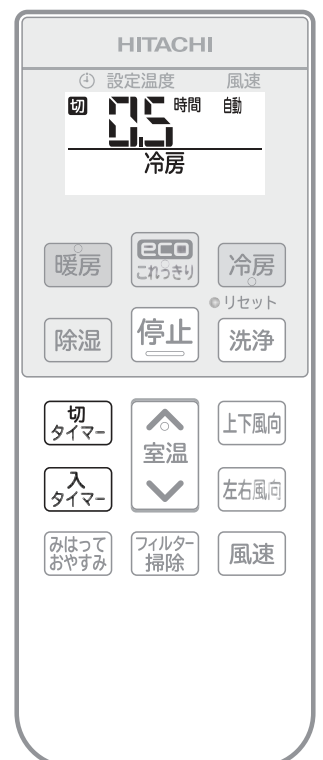 HITACHI
設定温度 風速
切 0.5 時間 自動
冷房
暖房 eco これっきり 冷房
リセット
除湿 停止 洗浄
切タイマー 室温 上下風向
入タイマー 左右風向
みはっておやすみ フィルター掃除 風速